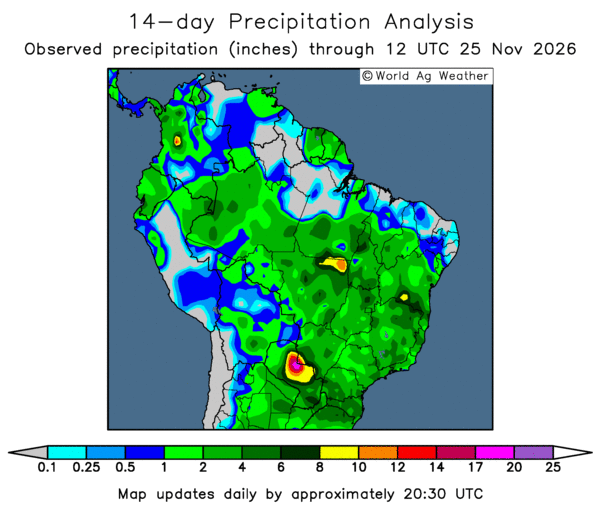 14-day Precipitation Analysis
Observed precipitation (inches) through 12 UTC 25 Nov 2026
© World Ag Weather
0.1 0.25 0.5 1 2 4 6 8 10 12 14 17 20 25
Map updates daily by approximately 20:30 UTC